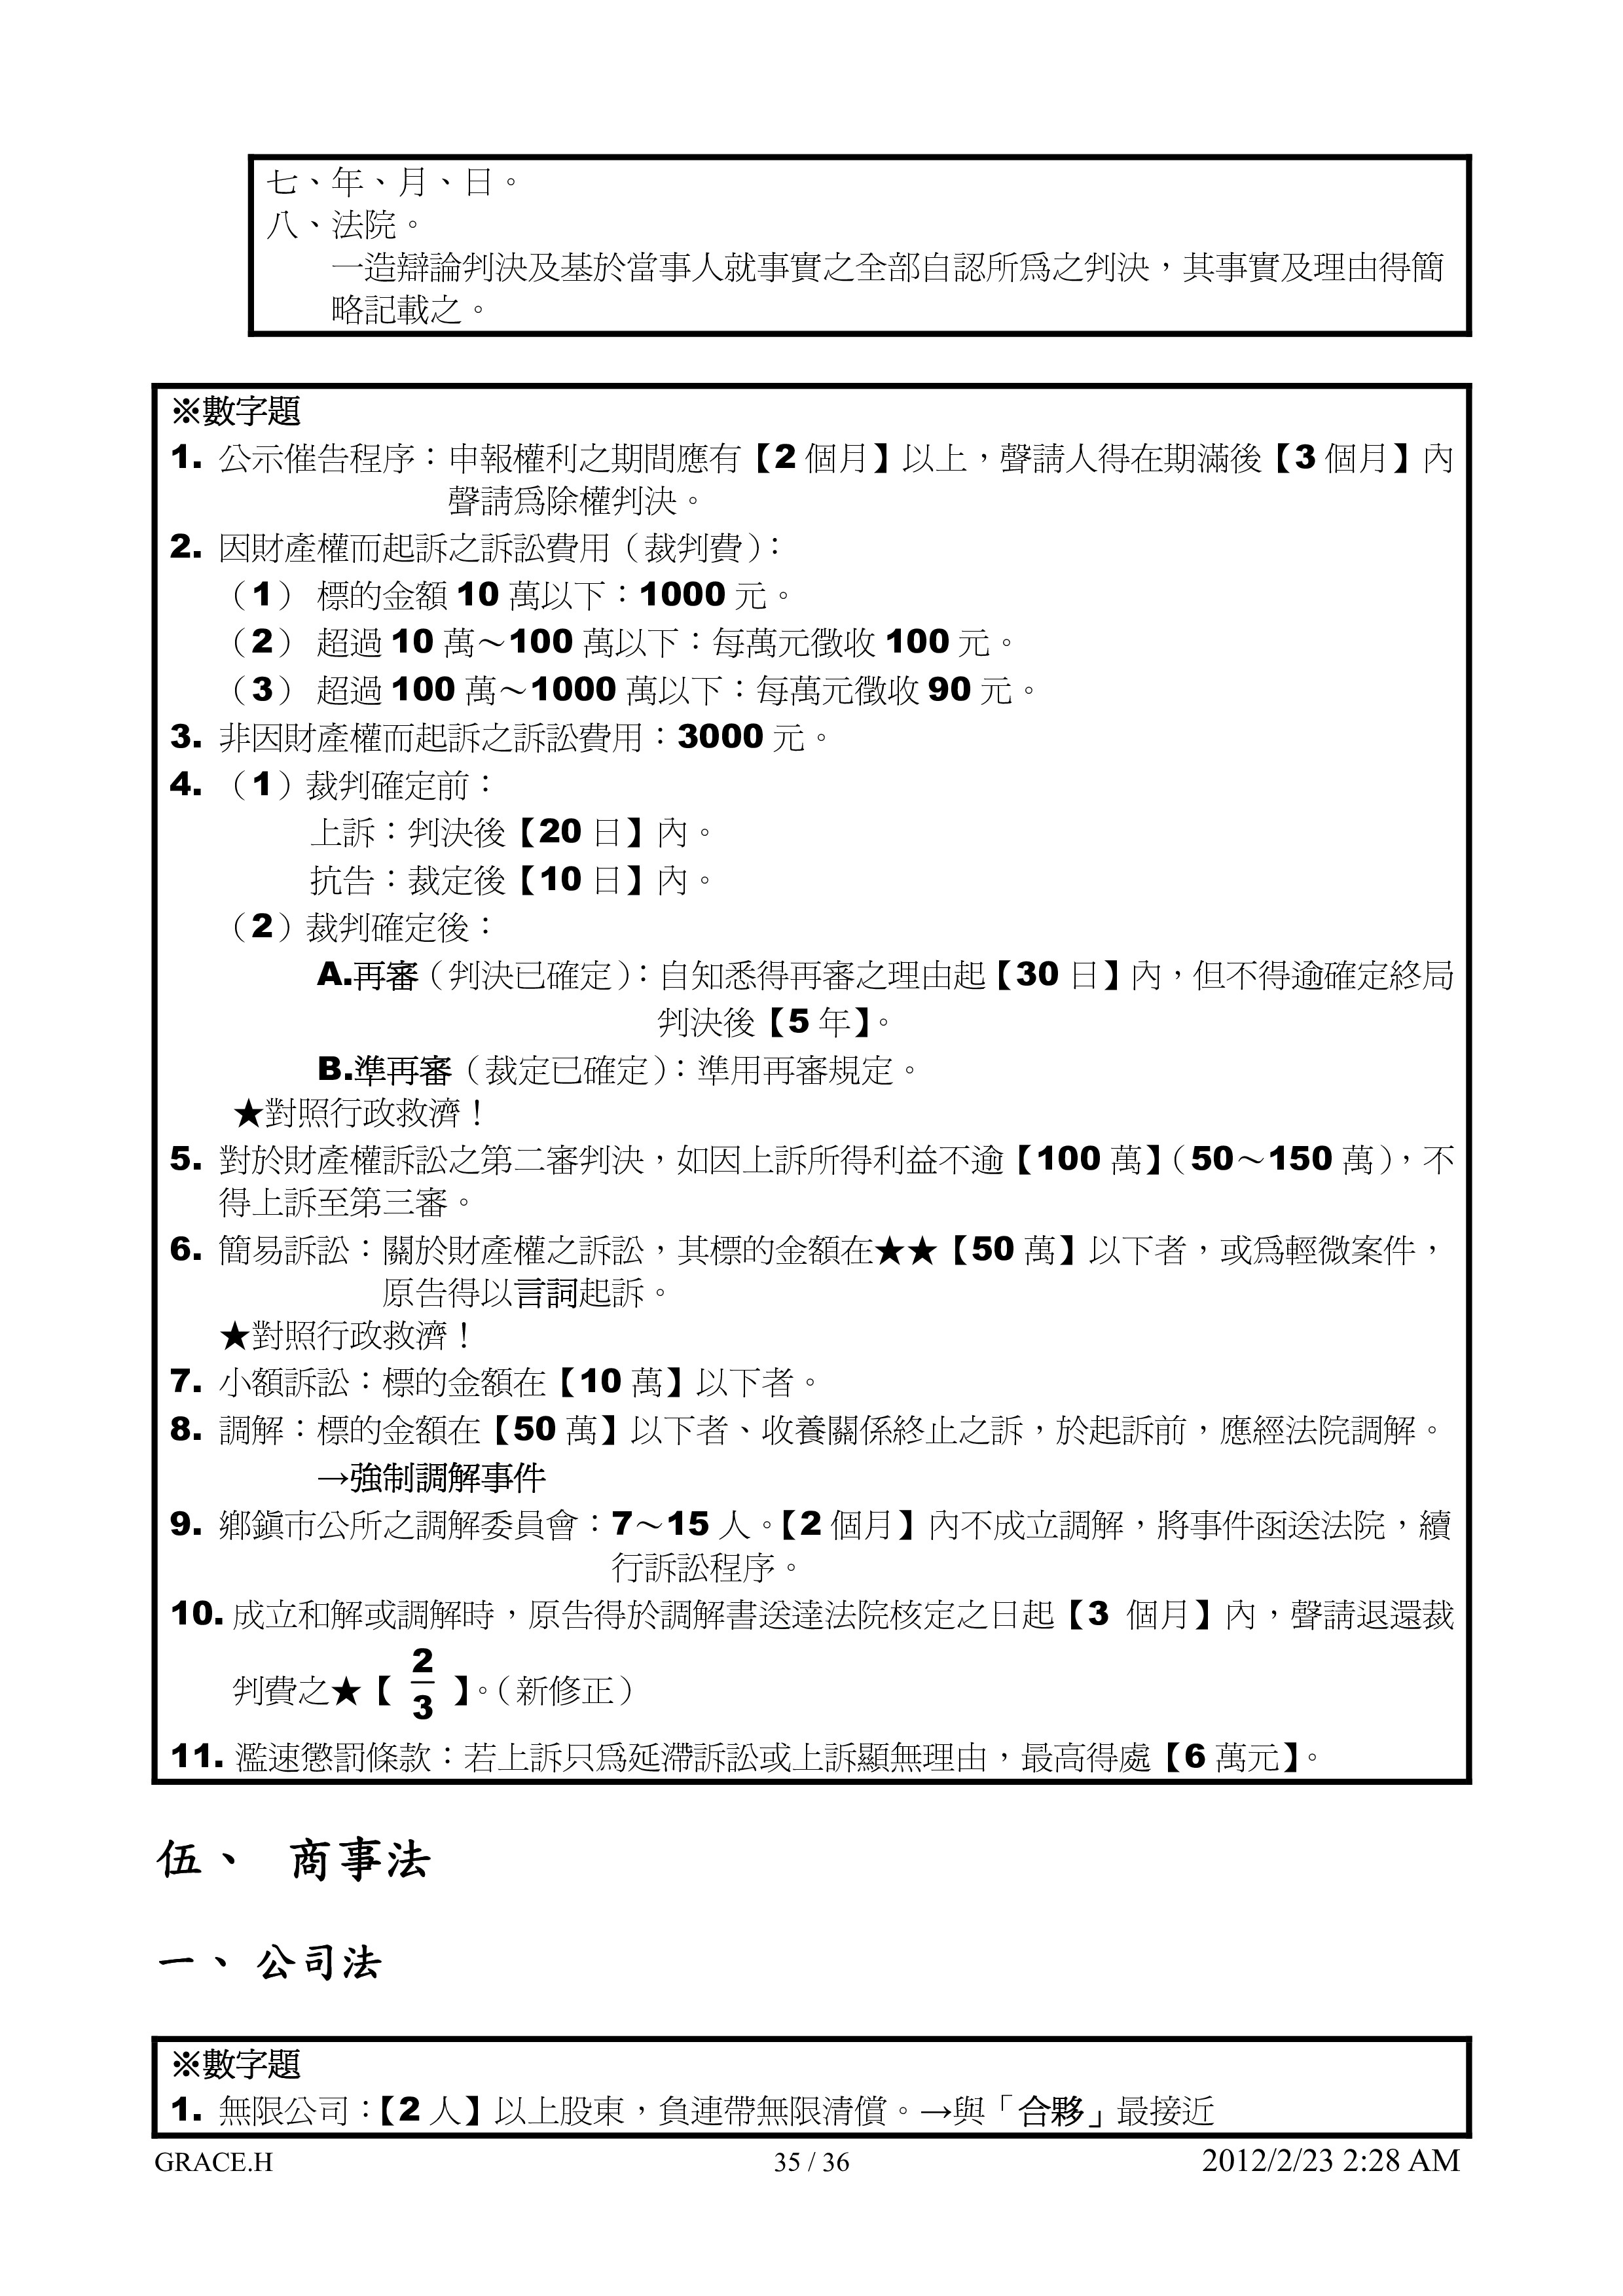 七、年、月、日。
八、法院。
一造辯論判決及基於當事人就事實之全部自認所為之判決，其事實及理由得簡
略記載之。
※數字題
1. 公示催告程序：申報權利之期間應有【2 個月】以上，聲請人得在期滿後【3 個月】內
聲請為除權判決。
2. 因財產權而起訴之訴訟費用（裁判費）：
（1） 標的金額 10 萬以下：1000 元。
（2） 超過 10 萬～100 萬以下：每萬元徵收 100 元。
（3） 超過 100 萬～1000 萬以下：每萬元徵收 90 元。
3. 非因財產權而起訴之訴訟費用：3000 元。
4. （1）裁判確定前：
上訴：判決後【20 日】內。
抗告：裁定後【10 日】內。
（2）裁判確定後：
A.再審（判決已確定）：自知悉得再審之理由起【30 日】內，但不得逾確定終局
判決後【5 年】。
B.準再審（裁定已確定）：準用再審規定。
★對照行政救濟！
5. 對於財產權訴訟之第二審判決，如因上訴所得利益不逾【100 萬】（50～150 萬），不
得上訴至第三審。
6. 簡易訴訟：關於財產權之訴訟，其標的金額在★★【50 萬】以下者，或為輕微案件，
原告得以言詞起訴。
★對照行政救濟！
7. 小額訴訟：標的金額在【10 萬】以下者。
8. 調解：標的金額在【50 萬】以下者、收養關係終止之訴，於起訴前，應經法院調解。
→強制調解事件
9. 鄉鎮市公所之調解委員會：7～15 人。【2 個月】內不成立調解，將事件函送法院，續
行訴訟程序。
10. 成立和解或調解時，原告得於調解書送達法院核定之日起【3 個月】內，聲請退還裁
判費之★【 2/3 】。（新修正）
11. 濫速懲罰條款：若上訴只為延滯訴訟或上訴顯無理由，最高得處【6 萬元】。
伍、 商事法
一、公司法
※數字題
1. 無限公司：【2 人】以上股東，負連帶無限清償。→與「合夥」最接近
GRACE.H 35 / 36 2012/2/23 2:28 AM